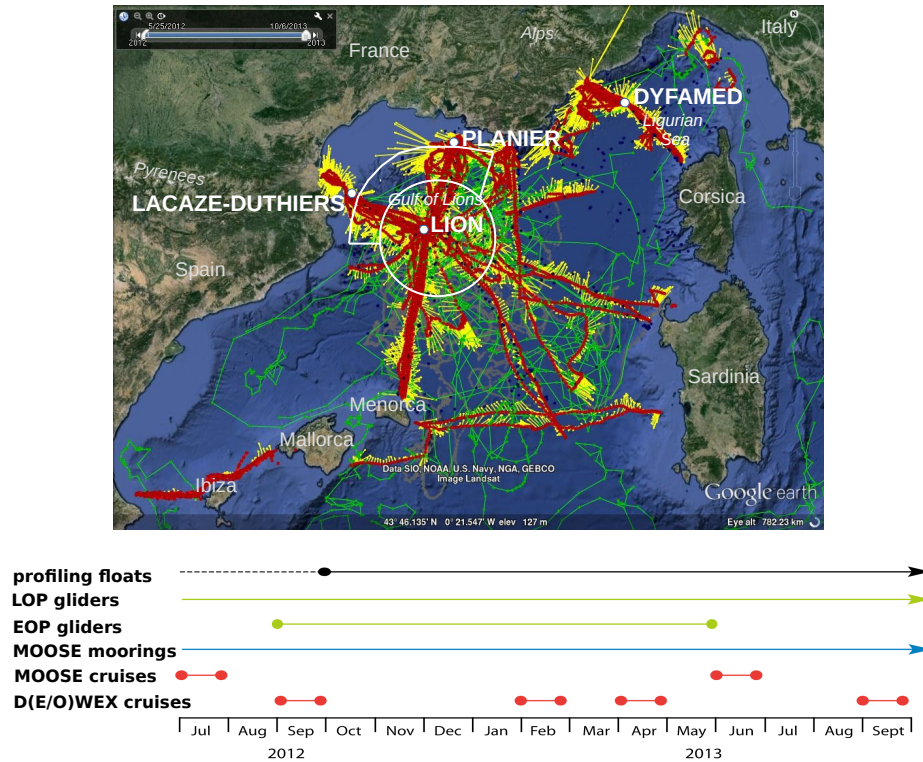 5/25/2012 10/6/2013
2012 2013
N
Italy
France
Alps
DYFAMED
Ligurian
Sea
PLANIER
Pyrenees
Corsica
LACAZE-DUTHIERS
Gulf of Lions
LION
Spain
Sardinia
Menorca
Mallorca
Data SIO, NOAA, U.S. Navy, NGA, GEBCO
Image Landsat
Ibiza
Google earth
43°46.135' N 0°21.547' W elev 127 m
Eye alt 782.23 km
profiling floats
LOP gliders
EOP gliders
MOOSE moorings
MOOSE cruises
D(E/O)WEX cruises
Jul Aug Sep Oct Nov Dec Jan Feb Mar Apr May Jun Jul Aug Sept
2012 2013